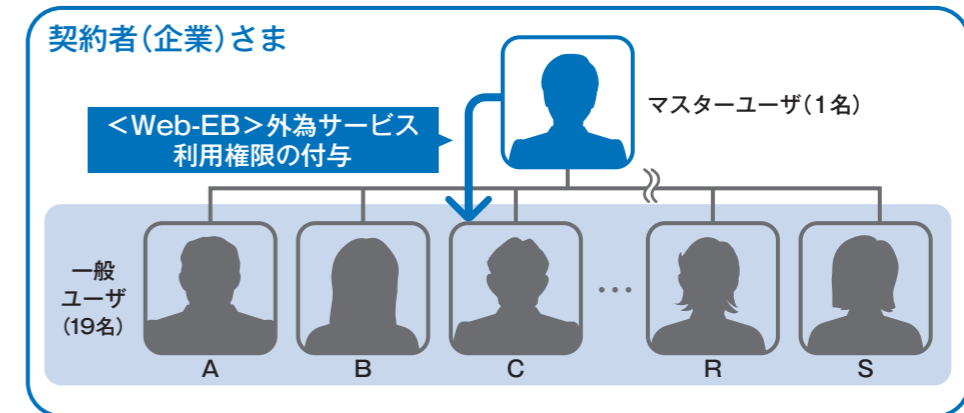 契約者(企業)さま
マスターユーザ(1名)
<Web-EB>外為サービス
利用権限の付与
一般
ユーザ
(19名)
…
A B C R S